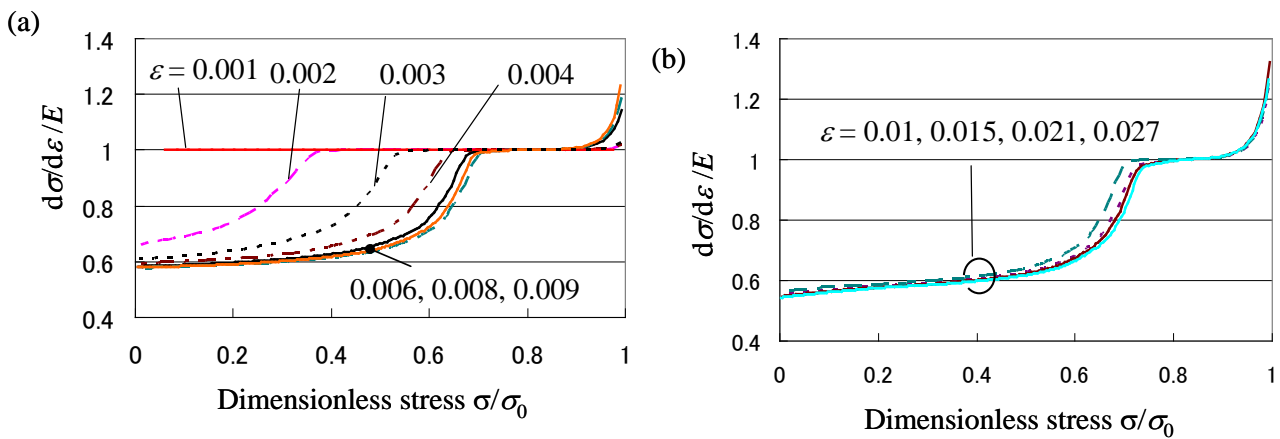 (a)
1.4
1.2
1
0.8
0.6
0.4
dσ/dε/E
ε = 0.001
0.002
0.003
0.004
0.006, 0.008, 0.009
0 0.2 0.4 0.6 0.8 1
Dimensionless stress σ/σ0
(b)
1.4
1.2
1
0.8
0.6
0.4
dσ/dε/E
ε = 0.01, 0.015, 0.021, 0.027
0 0.2 0.4 0.6 0.8 1
Dimensionless stress σ/σ0